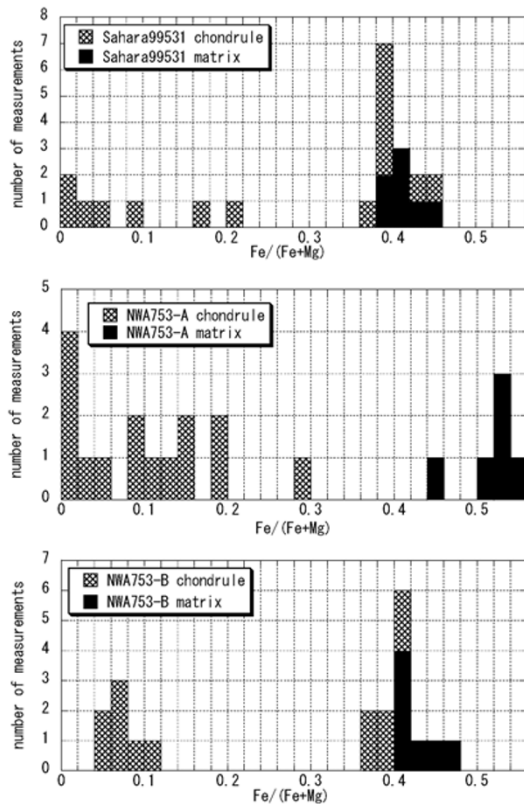 8
7
6
5
4
3
2
1
0
number of measurements
Sahara99531 chondrule
Sahara99531 matrix
0 0.1 0.2 0.3 0.4 0.5
Fe/(Fe+Mg)
5
4
3
2
1
0
number of measurements
NWA753-A chondrule
NWA753-A matrix
0 0.1 0.2 0.3 0.4 0.5
Fe/(Fe+Mg)
7
6
5
4
3
2
1
0
number of measurements
NWA753-B chondrule
NWA753-B matrix
0 0.1 0.2 0.3 0.4 0.5
Fe/(Fe+Mg)